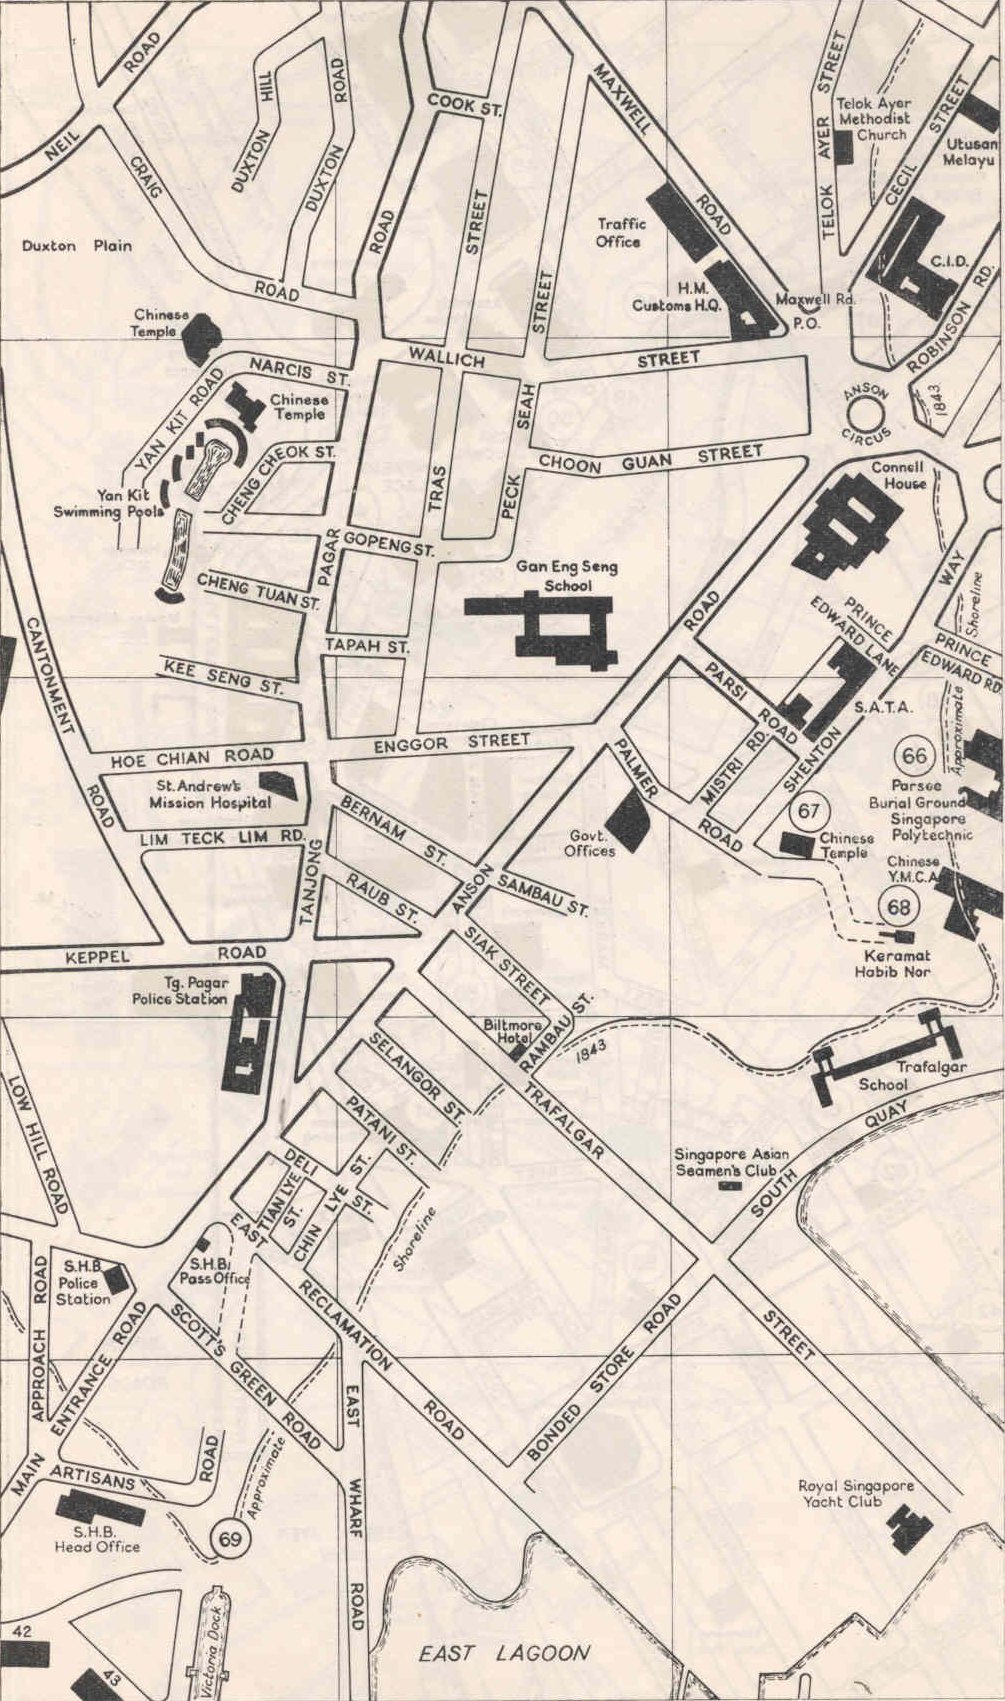 NEIL ROAD
CRAIG ROAD
DUXTON HILL
DUXTON ROAD
ROAD
COOK ST.
STREET
MAXWELL ROAD
TELOK AYER STREET
Telok Ayer
Methodist
Church
CECIL STREET
Utusan
Melayu
Duxton Plain
Traffic
Office
H.M.
Customs H.Q.
Maxwell Rd.
P.O.
C.I.D.
ROBINSON RD.
Chinese
Temple
NARCIS ST.
WALLICH STREET
STREET
ANSON
CIRCUS
1843
YAN KIT ROAD
Chinese
Temple
CHENG CHEOK ST.
Yan Kit
Swimming Pools
TRAS
PECK SEAH
CHOON GUAN STREET
Connell
House
PAGAR
GOPENG ST.
CHENG TUAN ST.
Gan Eng Seng
School
ROAD
WAY
Shoreline
PRINCE
EDWARD LANE
PRINCE
EDWARD RD
TAPAH ST.
KEE SENG ST.
CANTONMENT ROAD
PARSI ROAD
S.A.T.A.
Approximate
HOE CHIAN ROAD
ENGGOR STREET
MISTRI RD.
SHENTON
66
Parsee
Burial Ground
Singapore
Polytechnic
St. Andrew's
Mission Hospital
PALMER ROAD
67
Chinese
Temple
LIM TECK LIM RD.
BERNAM ST.
Govt.
Offices
Chinese
Y.M.C.A.
TANJONG
RAUB ST.
ANSON
SAMBAU ST.
68
KEPPEL ROAD
SIAK STREET
Keramat
Habib Nor
Tg. Pagar
Police Station
Biltmore
Hotel
RAMBAU ST.
1843
Trafalgar
School
SELANGOR ST.
TRAFALGAR
LOW HILL ROAD
PATANI ST.
QUAY
DELI
ST.
TIAN LYE
ST.
CHIN LYE ST.
Singapore Asian
Seamen's Club
SOUTH
EAST
Shoreline
S.H.B.
Police
Station
S.H.B.
Pass Office
RECLAMATION
ROAD
APPROACH ROAD
MAIN ENTRANCE ROAD
SCOTT'S GREEN ROAD
BONDED STORE ROAD
STREET
EAST WHARF ROAD
ARTISANS ROAD
Approximate
Royal Singapore
Yacht Club
S.H.B.
Head Office
69
42
43
Victoria Dock
EAST LAGOON